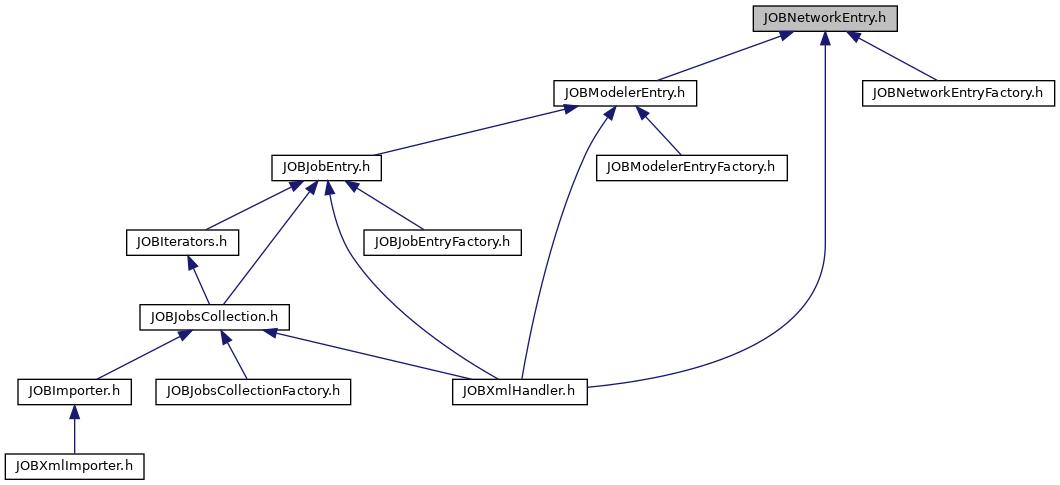 JOBNetworkEntry.h
JOBModelerEntry.h
JOBNetworkEntryFactory.h
JOBJobEntry.h
JOBModelerEntryFactory.h
JOBIterators.h
JOBJobEntryFactory.h
JOBJobsCollection.h
JOBImporter.h
JOBJobsCollectionFactory.h
JOBXmlHandler.h
JOBXmlImporter.h